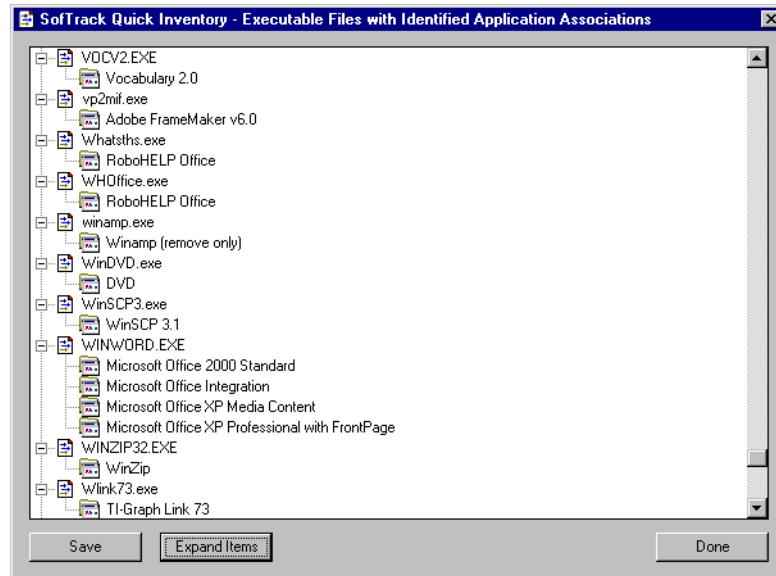 SofTrack Quick Inventory - Executable Files with Identified Application Associations
VOCV2.EXE
Vocabulary 2.0
vp2mif.exe
Adobe FrameMaker v6.0
Whatsths.exe
RoboHELP Office
WHOffice.exe
RoboHELP Office
winamp.exe
Winamp (remove only)
WinDVD.exe
DVD
WinSCP3.exe
WinSCP 3.1
WINWORD.EXE
Microsoft Office 2000 Standard
Microsoft Office Integration
Microsoft Office XP Media Content
Microsoft Office XP Professional with FrontPage
WINZIP32.EXE
WinZip
Wlink73.exe
TI-Graph Link 73
Save Expand Items Done